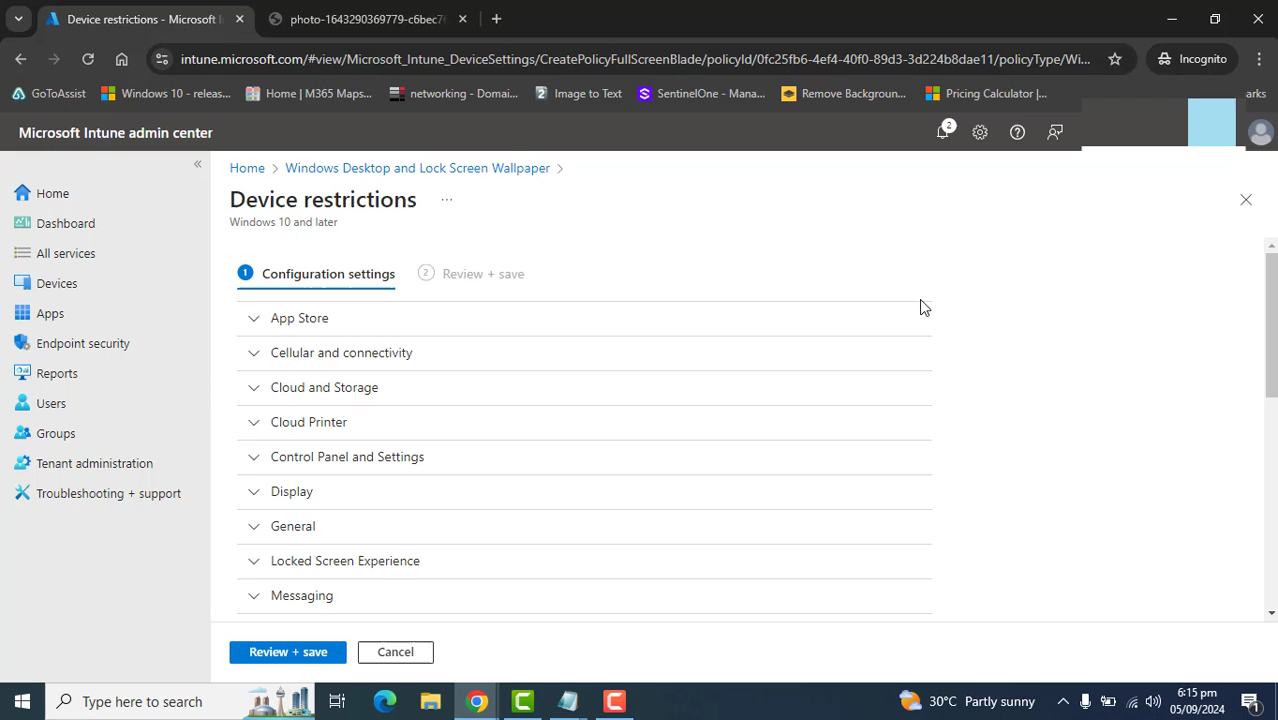 Device restrictions - Microsoft I
photo-1643290369779-c6bec7
intune.microsoft.com/#view/Microsoft_Intune_DeviceSettings/CreatePolicyFullScreenBlade/policyId/0fc25fb6-4ef4-40f0-89d3-3d224b8dae11/policyType/Wi...
Incognito
GoToAssist
Windows 10 - releas...
Home | M365 Maps...
networking - Domai...
Image to Text
SentinelOne - Mana...
Remove Backgroun...
Pricing Calculator |...
arks
Microsoft Intune admin center
2
Home
Dashboard
All services
Devices
Apps
Endpoint security
Reports
Users
Groups
Tenant administration
Troubleshooting + support
Home > Windows Desktop and Lock Screen Wallpaper >
Device restrictions ...
Windows 10 and later
1 Configuration settings
2 Review + save
App Store
Cellular and connectivity
Cloud and Storage
Cloud Printer
Control Panel and Settings
Display
General
Locked Screen Experience
Messaging
Review + save
Cancel
Type here to search
30°C Partly sunny
6:15 pm
05/09/2024
1